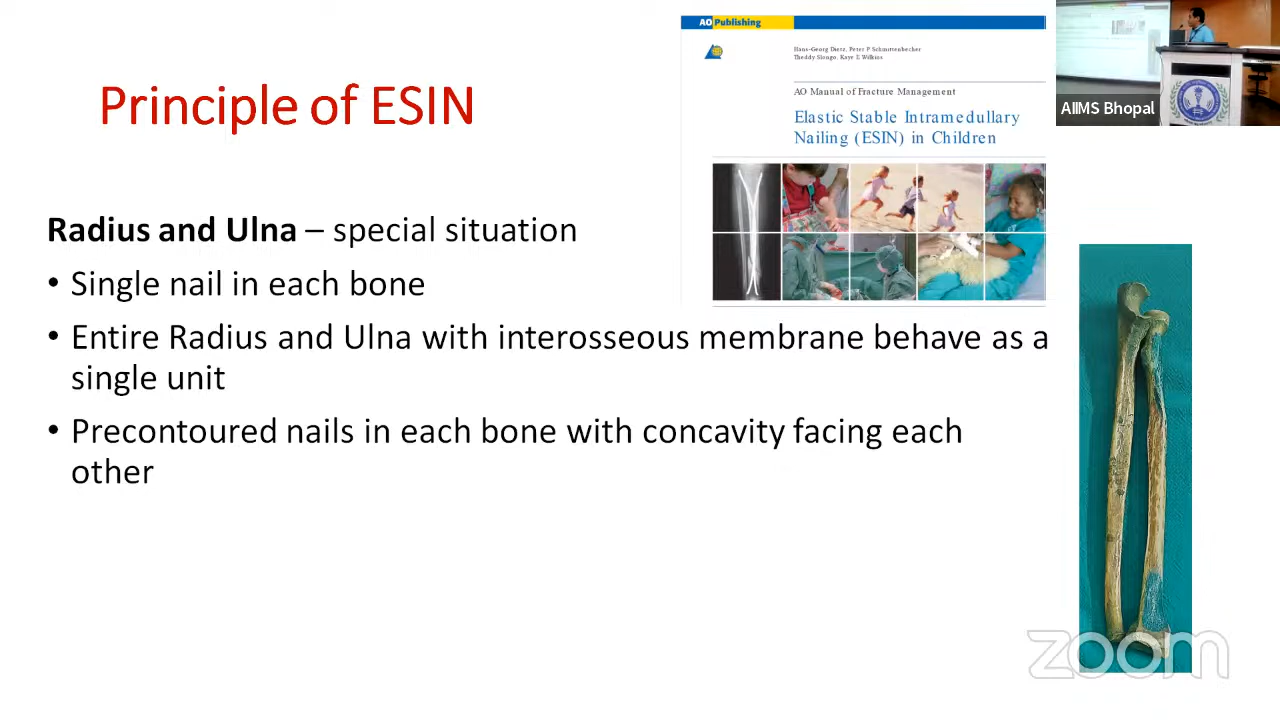 Principle of ESIN
AO Publishing
Hans-Georg Dietz, Peter P Schmittenbecher
Theddy Slongo, Kaye E Wilkins
AO Manual of Fracture Management
Elastic Stable Intramedullary
Nailing (ESIN) in Children
AIIMS Bhopal
Radius and Ulna – special situation
• Single nail in each bone
• Entire Radius and Ulna with interosseous membrane behave as a
single unit
• Precontoured nails in each bone with concavity facing each
other
zoom